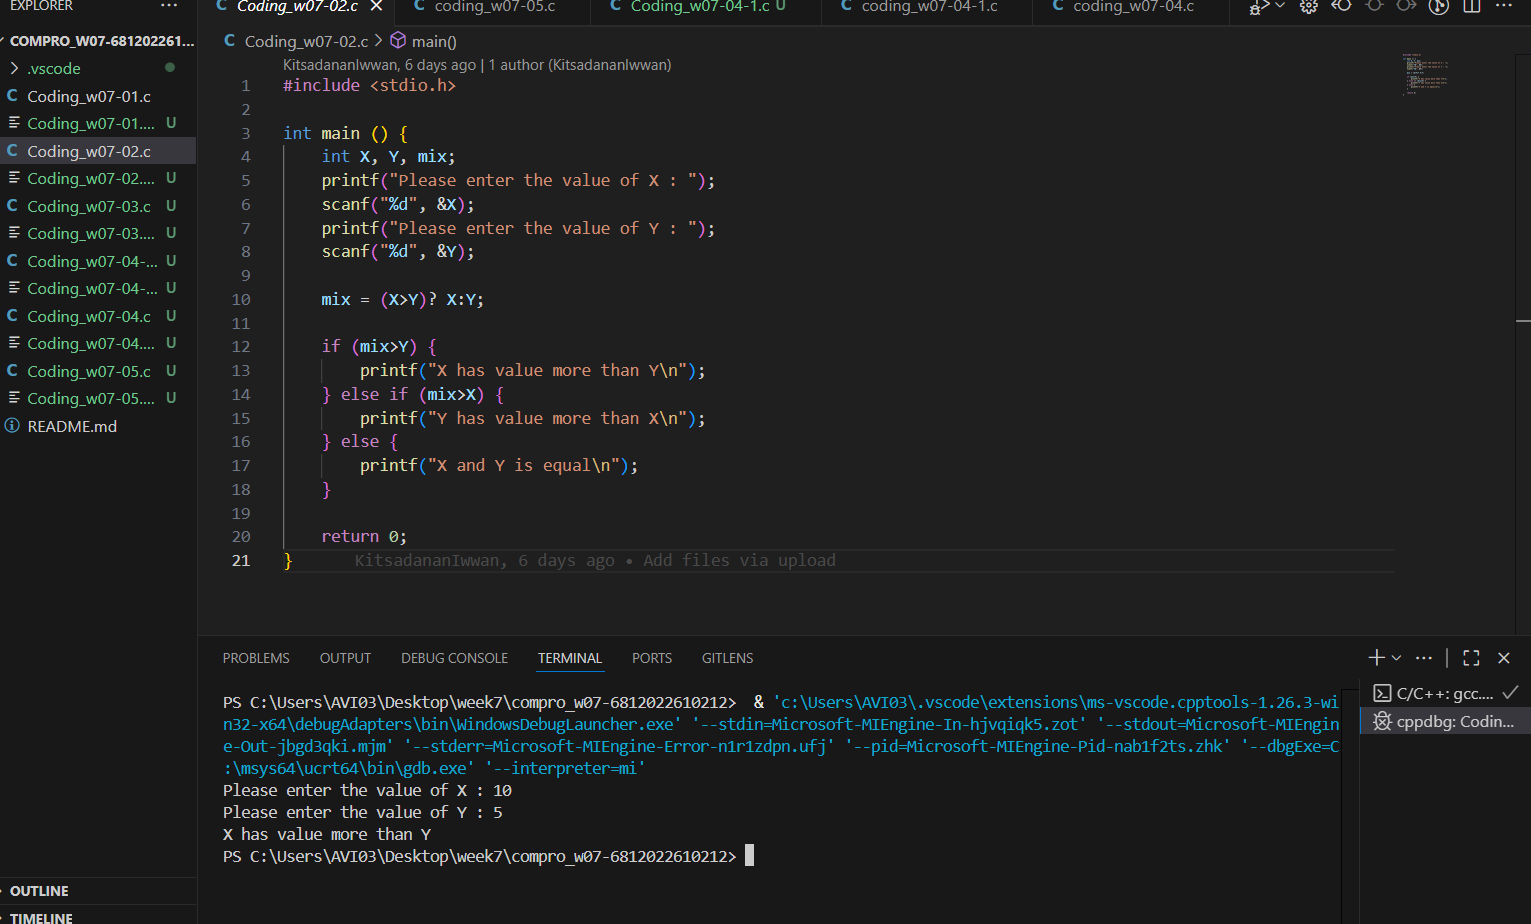 EXPLORER ...
COMPRO_W07-681202261...
.vscode
C Coding_w07-01.c
Coding_w07-01.... U
C Coding_w07-02.c
Coding_w07-02.... U
C Coding_w07-03.c U
Coding_w07-03.... U
C Coding_w07-04-... U
Coding_w07-04-... U
C Coding_w07-04.c U
Coding_w07-04.... U
C Coding_w07-05.c U
Coding_w07-05.... U
README.md
OUTLINE
TIMELINE
C Coding_w07-02.c C coding_w07-05.c C Coding_w07-04-1.c U C coding_w07-04-1.c C coding_w07-04.c
C Coding_w07-02.c > main()
KitsadananIwwan, 6 days ago | 1 author (KitsadananIwwan)
1 #include <stdio.h>
2
3 int main () {
4 int X, Y, mix;
5 printf("Please enter the value of X : ");
6 scanf("%d", &X);
7 printf("Please enter the value of Y : ");
8 scanf("%d", &Y);
9
10 mix = (X>Y)? X:Y;
11
12 if (mix>Y) {
13 printf("X has value more than Y\n");
14 } else if (mix>X) {
15 printf("Y has value more than X\n");
16 } else {
17 printf("X and Y is equal\n");
18 }
19
20 return 0;
21 } KitsadananIwwan, 6 days ago • Add files via upload
PROBLEMS OUTPUT DEBUG CONSOLE TERMINAL PORTS GITLENS
PS C:\Users\AVI03\Desktop\week7\compro_w07-6812022610212> & 'c:\Users\AVI03\.vscode\extensions\ms-vscode.cpptools-1.26.3-wi
n32-x64\debugAdapters\bin\WindowsDebugLauncher.exe' '--stdin=Microsoft-MIEngine-In-hjvqiqk5.zot' '--stdout=Microsoft-MIEngin
e-Out-jbgd3qki.mjm' '--stderr=Microsoft-MIEngine-Error-n1r1zdpn.ufj' '--pid=Microsoft-MIEngine-Pid-nab1f2ts.zhk' '--dbgExe=C
:\msys64\ucrt64\bin\gdb.exe' '--interpreter=mi'
Please enter the value of X : 10
Please enter the value of Y : 5
X has value more than Y
PS C:\Users\AVI03\Desktop\week7\compro_w07-6812022610212>
C/C++: gcc....
cppdbg: Codin...